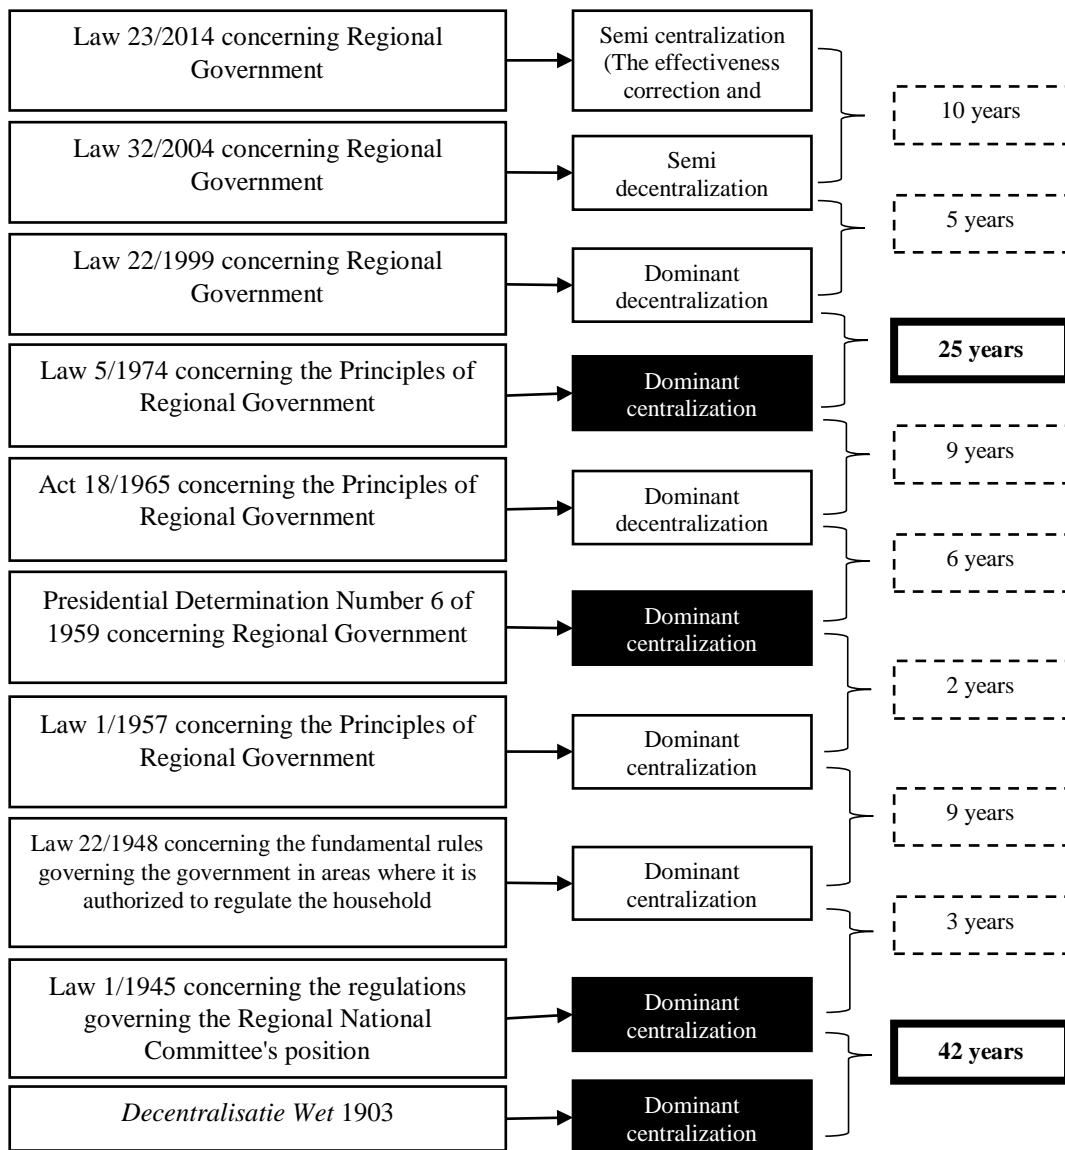 Law 23/2014 concerning Regional
Government
Semi centralization
(The effectiveness
correction and
10 years
Law 32/2004 concerning Regional
Government
Semi
decentralization
5 years
Law 22/1999 concerning Regional
Government
Dominant
decentralization
25 years
Law 5/1974 concerning the Principles of
Regional Government
Dominant
centralization
9 years
Act 18/1965 concerning the Principles of
Regional Government
Dominant
decentralization
6 years
Presidential Determination Number 6 of
1959 concerning Regional Government
Dominant
centralization
2 years
Law 1/1957 concerning the Principles of
Regional Government
Dominant
centralization
9 years
Law 22/1948 concerning the fundamental rules
governing the government in areas where it is
authorized to regulate the household
Dominant
centralization
3 years
Law 1/1945 concerning the regulations
governing the Regional National
Committee's position
Dominant
centralization
42 years
Decentralisatie Wet 1903
Dominant
centralization